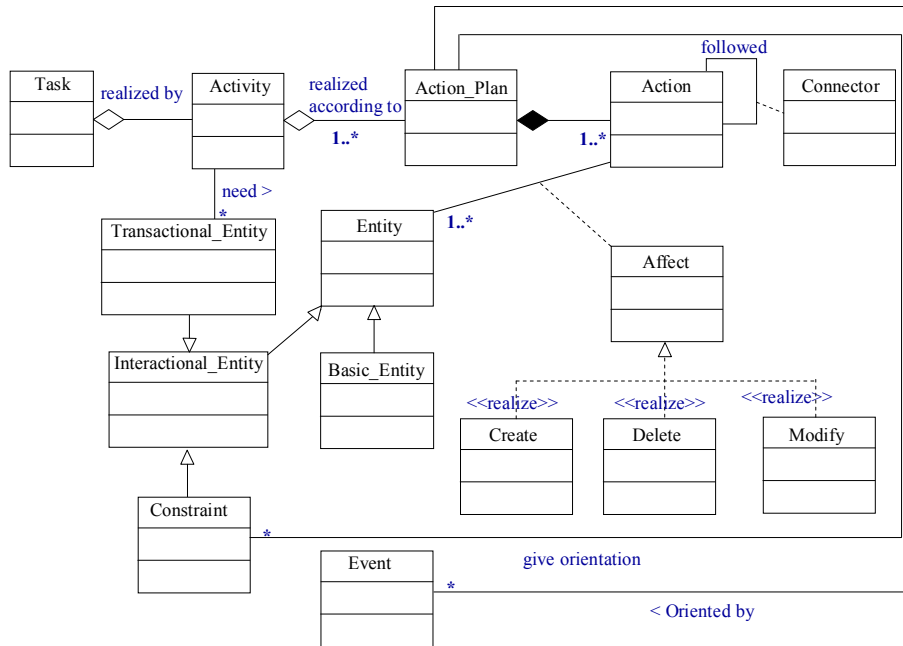 followed
Task
realized by
Activity
realized
according to
1..*
Action_Plan
Action
1..*
Connector
need >
*
Transactional_Entity
Entity
1..*
Affect
Interactional_Entity
Basic_Entity
<<realize>>
<<realize>>
<<realize>>
Create
Delete
Modify
Constraint
*
Event
give orientation
*
< Oriented by